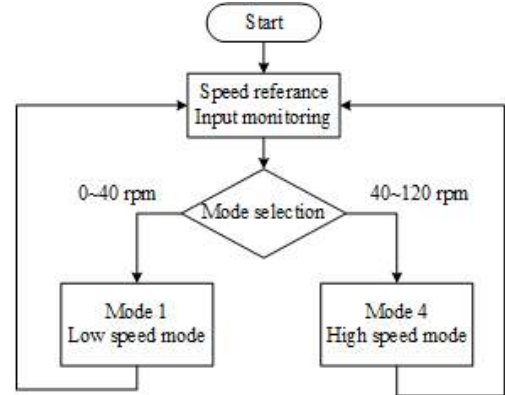 Start
Speed referance
Input monitoring
0~40 rpm
40~120 rpm
Mode selection
Mode 1
Low speed mode
Mode 4
High speed mode